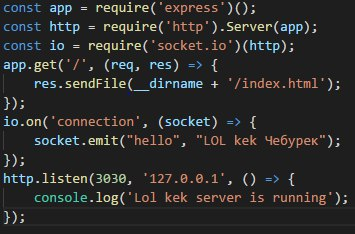 const app = require('express')();
const http = require('http').Server(app);
const io = require('socket.io')(http);
app.get('/', (req, res) => {
    res.sendFile(__dirname + '/index.html');
});
io.on('connection', (socket) => {
    socket.emit("hello", "LOL kek Чебурек");
});
http.listen(3030, '127.0.0.1', () => {
    console.log('Lol kek server is running');
});